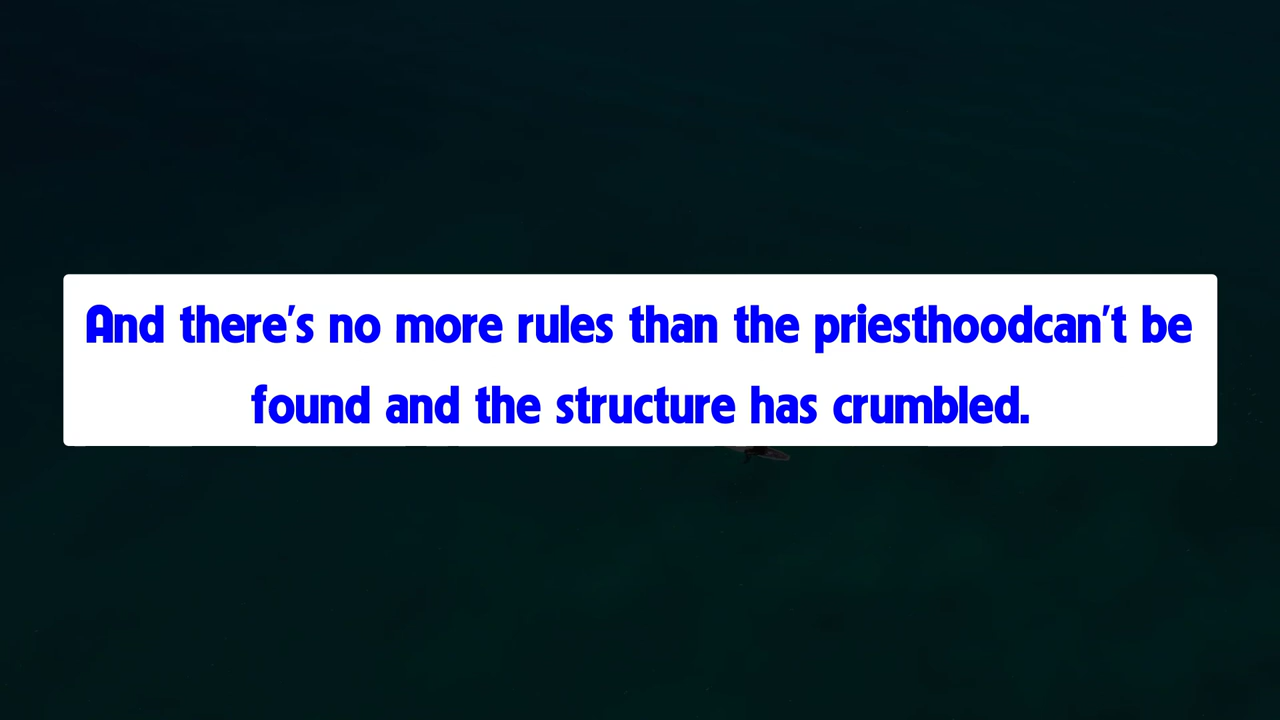 And there's no more rules than the priesthoodcan't be
found and the structure has crumbled.